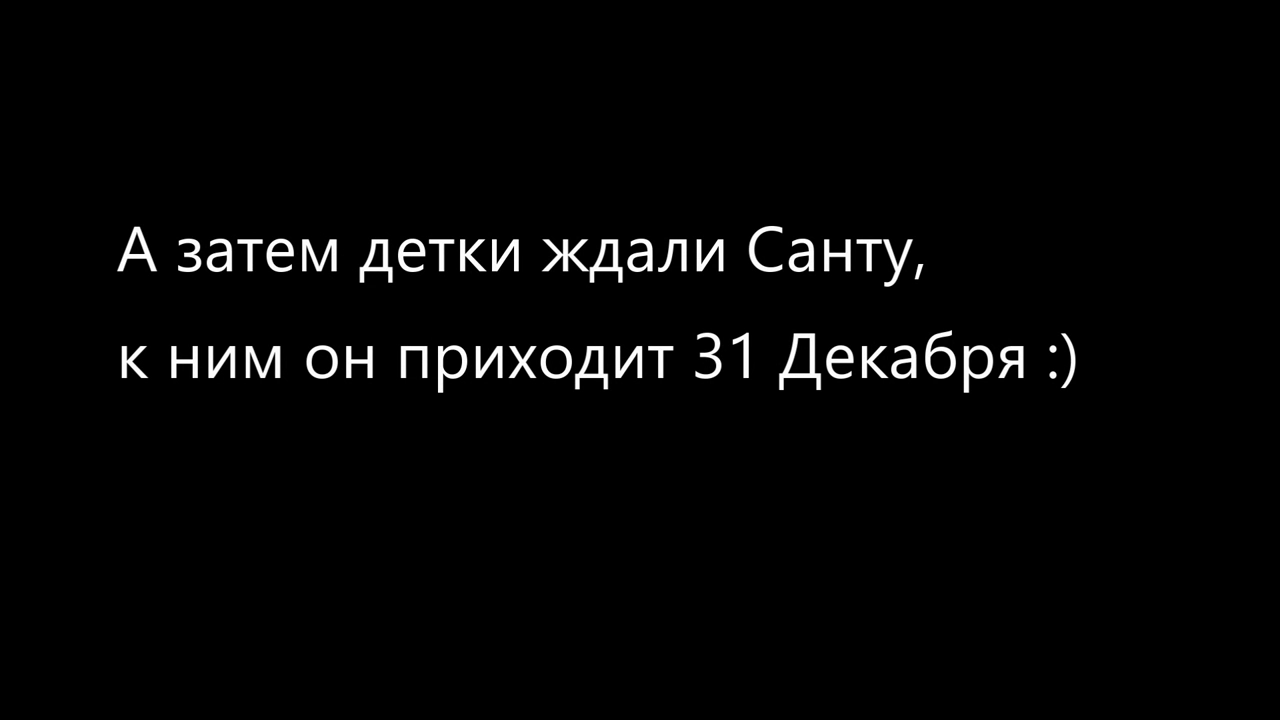 А затем детки ждали Санту,
к ним он приходит 31 Декабря :)